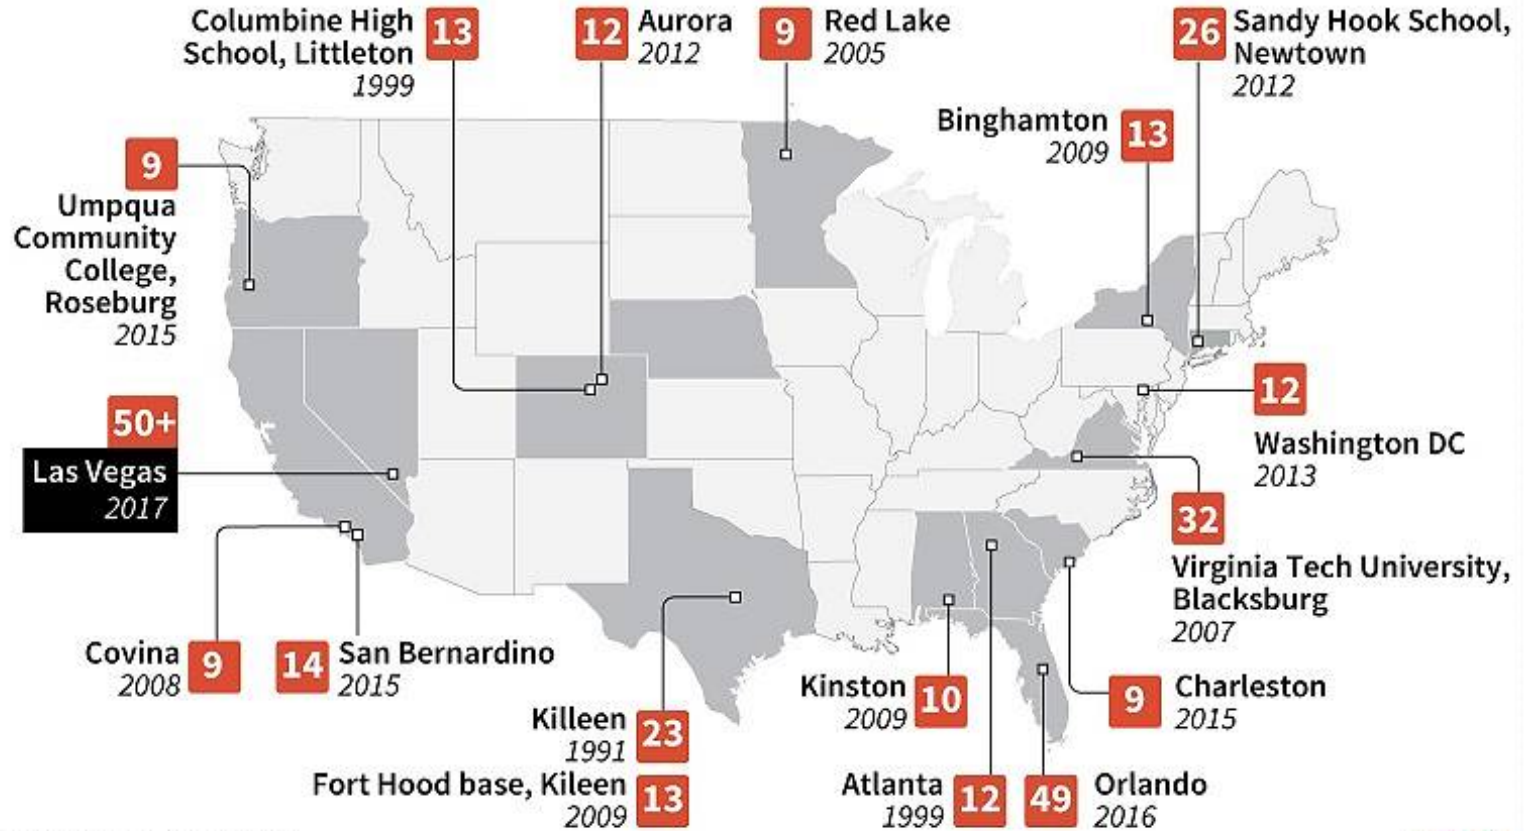 Columbine High
School, Littleton
1999
13
12
Aurora
2012
9
Red Lake
2005
26
Sandy Hook School,
Newtown
2012
Binghamton
2009
13
9
Umpqua
Community
College,
Roseburg
2015
50+
Las Vegas
2017
12
Washington DC
2013
32
Virginia Tech University,
Blacksburg
2007
Covina
2008
9
14
San Bernardino
2015
Killeen
1991
23
Fort Hood base, Kileen
2009
13
Kinston
2009
10
9
Charleston
2015
Atlanta
1999
12
49
Orlando
2016